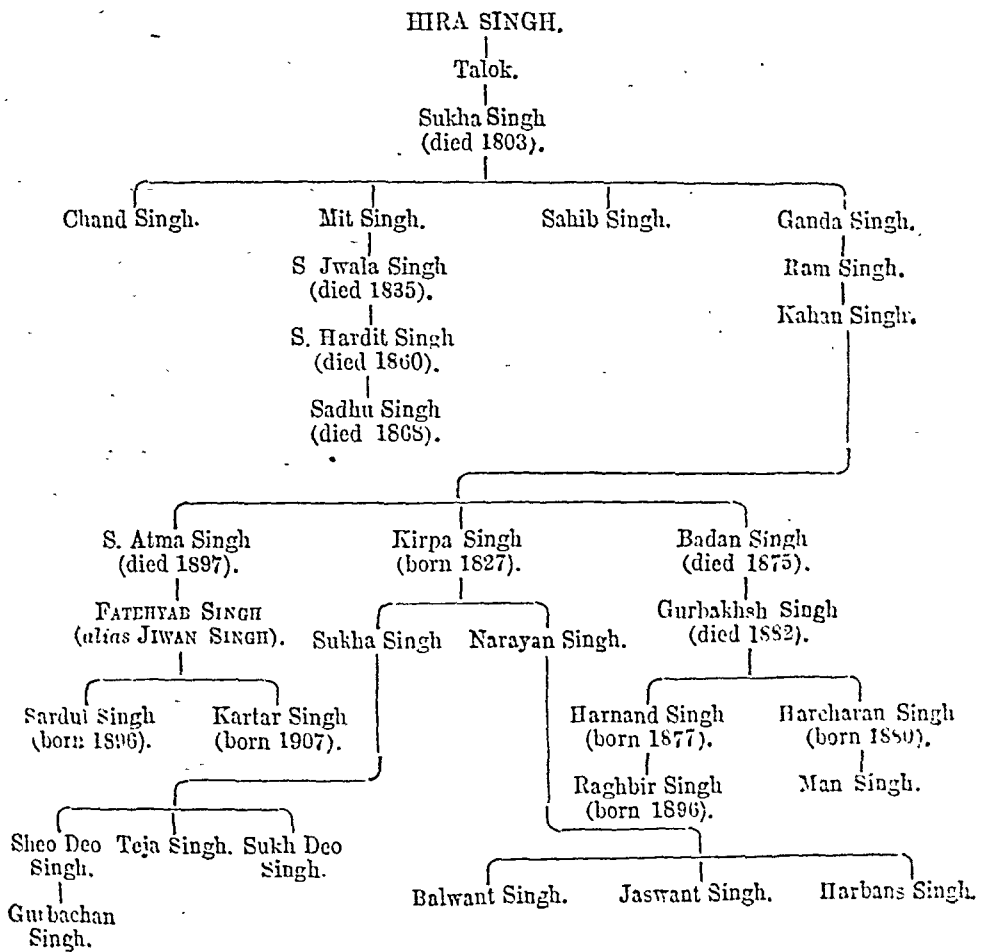 HIRA SINGH.
Talok.
Sukha Singh
(died 1803).
Chand Singh. Mit Singh. Sahib Singh. Ganda Singh.
S Jwala Singh
(died 1835).
Ram Singh.
S. Hardit Singh
(died 1860).
Kahan Singh.
Sadhu Singh
(died 1868).
S. Atma Singh
(died 1897).
Kirpa Singh
(born 1827).
Badan Singh
(died 1875).
FATEHYAB SINGH
(alias JIWAN SINGH).
Sukha Singh
Narayan Singh.
Gurbakhsh Singh
(died 1882).
Sardul Singh
(born 1896).
Kartar Singh
(born 1907).
Harnand Singh
(born 1877).
Harcharan Singh
(born 1880).
Raghbir Singh
(born 1896).
Man Singh.
Sheo Deo
Singh.
Teja Singh.
Sukh Deo
Singh.
Balwant Singh. Jaswant Singh. Harbans Singh.
Gurbachan
Singh.